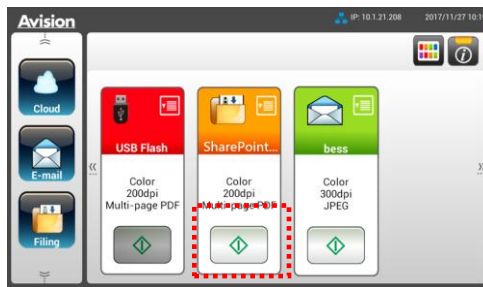 Avision
IP: 10.1.21.208
2017/11/27 10:1
Cloud
E-mail
Filing
USB Flash
Color
200dpi
Multi-page PDF
SharePoint...
Color
200dpi
Multi-page PDF
bess
Color
300dpi
JPEG